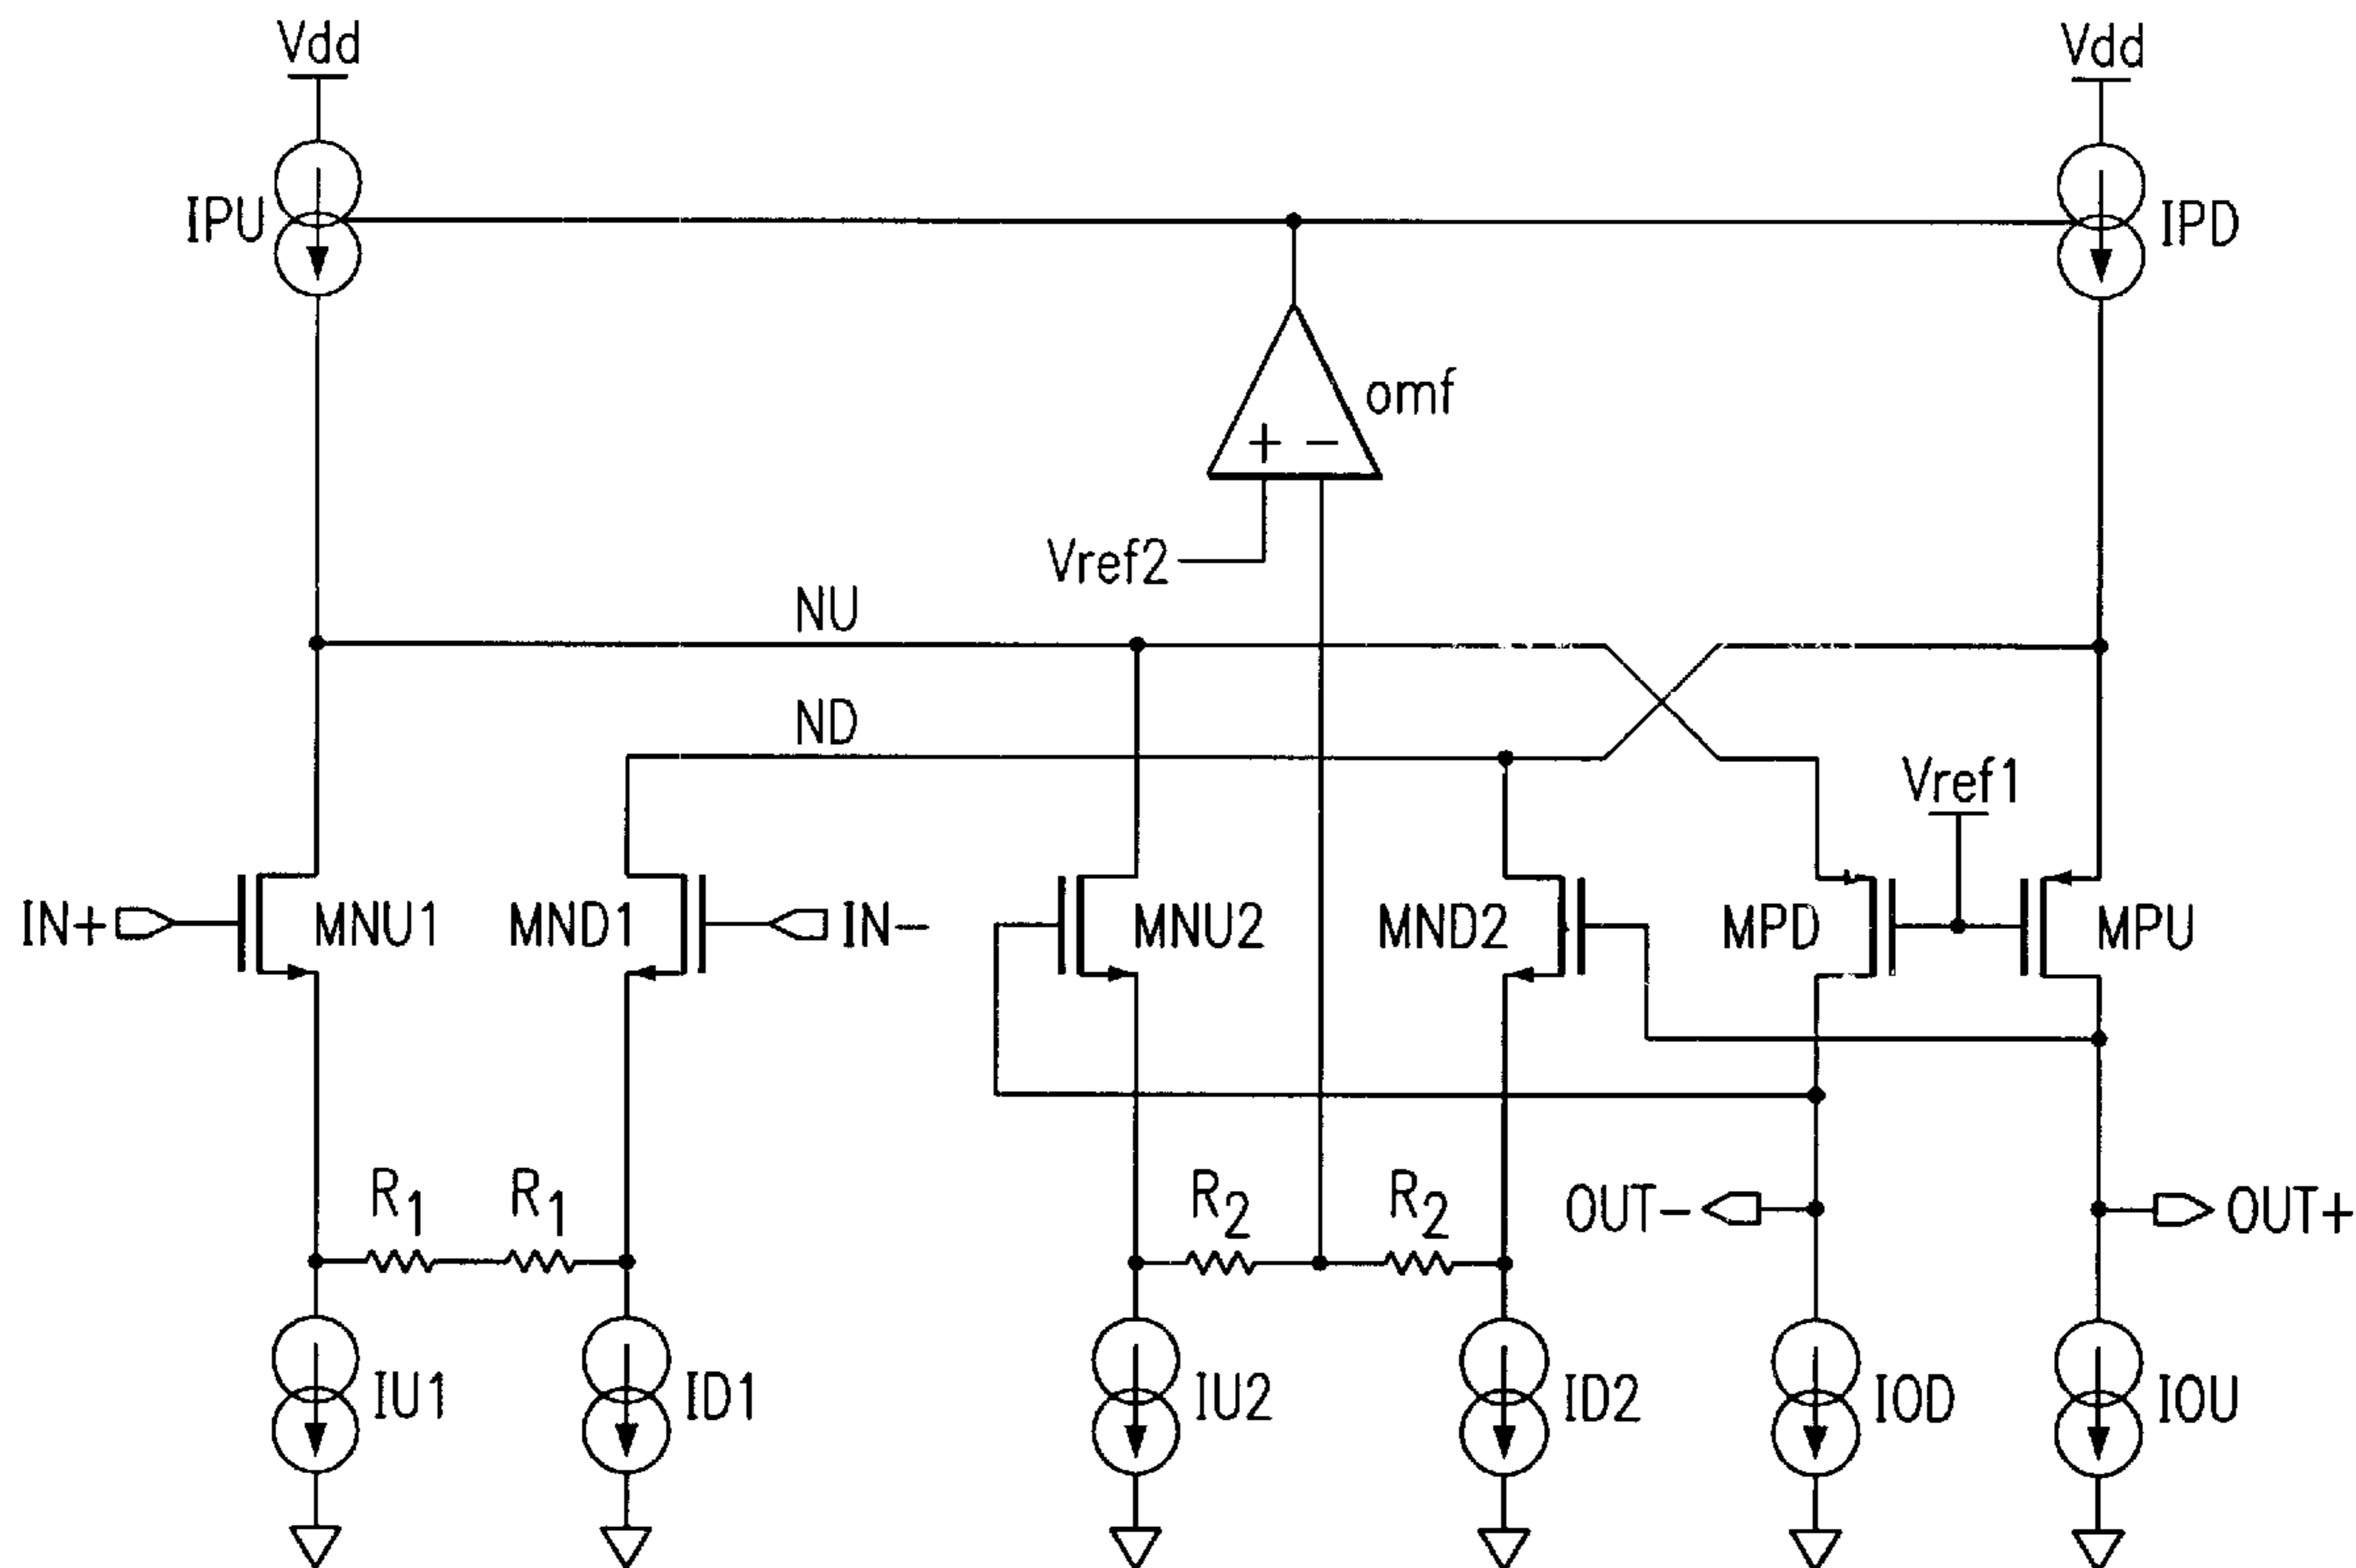 Vdd
Vdd
IPU
IPD
omf
+ −
Vref2
NU
ND
Vref1
IN+
MNU1
MND1
IN−
MNU2
MND2
MPD
MPU
R1
R1
R2
R2
OUT−
OUT+
IU1
ID1
IU2
ID2
IOD
IOU